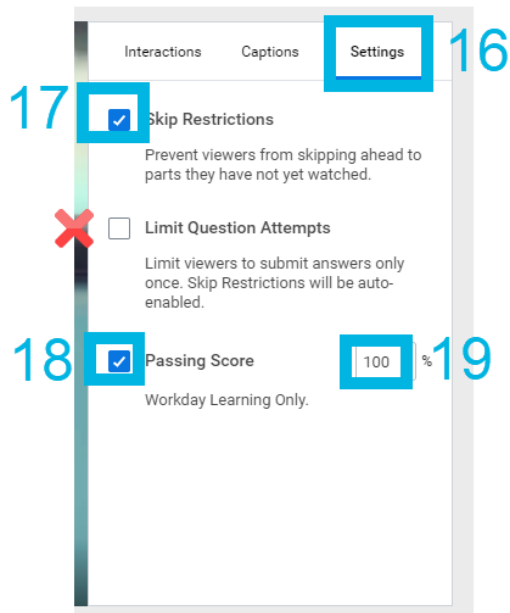 Interactions Captions Settings 16
17 Skip Restrictions
Prevent viewers from skipping ahead to
parts they have not yet watched.
Limit Question Attempts
Limit viewers to submit answers only
once. Skip Restrictions will be auto-
enabled.
18 Passing Score 100 % 19
Workday Learning Only.